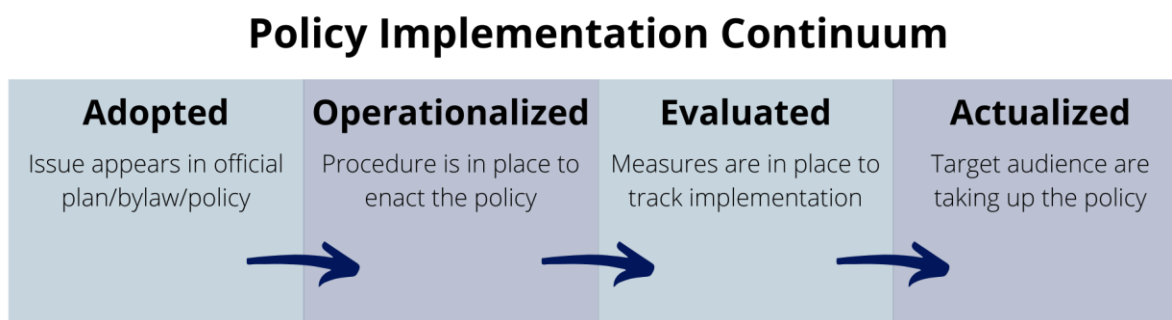 Policy Implementation Continuum
Adopted
Issue appears in official
plan/bylaw/policy
Operationalized
Procedure is in place to
enact the policy
Evaluated
Measures are in place to
track implementation
Actualized
Target audience are
taking up the policy